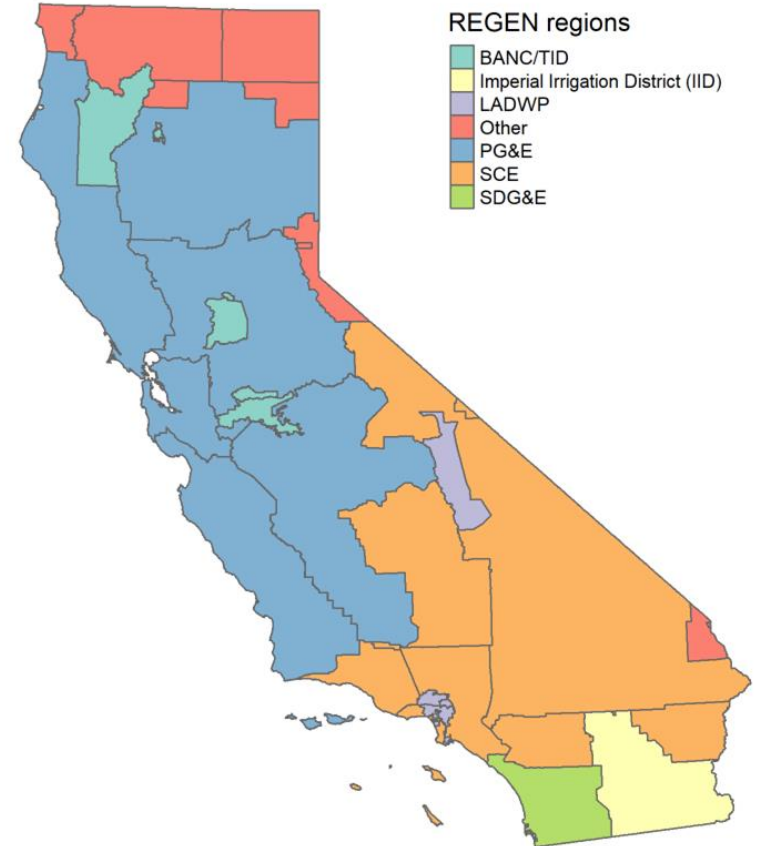 REGEN regions
BANC/TID
Imperial Irrigation District (IID)
LADWP
Other
PG&E
SCE
SDG&E